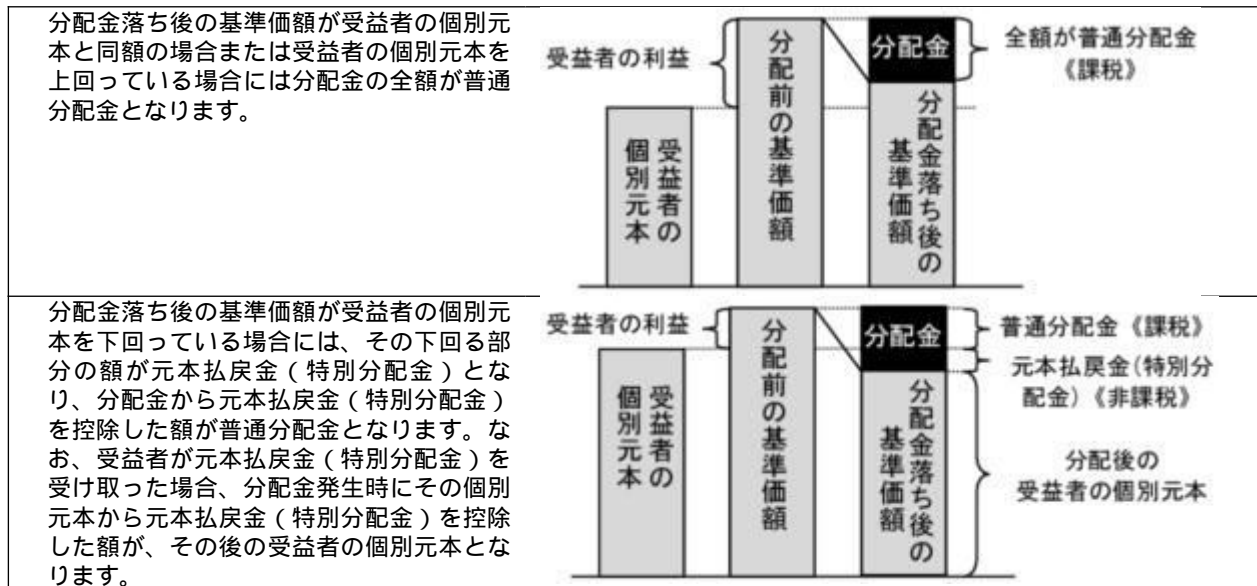 分配金落ち後の基準価額が受益者の個別元
本と同額の場合または受益者の個別元本を
上回っている場合には分配金の全額が普通
分配金となります。
受益者の利益
分配前の基準価額
分配金
全額が普通分配金
《課税》
受益者の
個別元本
分配金落ち後の
基準価額
分配金落ち後の基準価額が受益者の個別元
本を下回っている場合には、その下回る部
分の額が元本払戻金(特別分配金)とな
り、分配金から元本払戻金(特別分配金)
を控除した額が普通分配金となります。な
お、受益者が元本払戻金(特別分配金)を
受け取った場合、分配金発生時にその個別
元本から元本払戻金(特別分配金)を控除
した額が、その後の受益者の個別元本とな
ります。
受益者の利益
分配前の基準価額
分配金
普通分配金《課税》
元本払戻金(特別分
配金)《非課税》
受益者の
個別元本
分配金落ち後の
基準価額
分配後の
受益者の個別元本